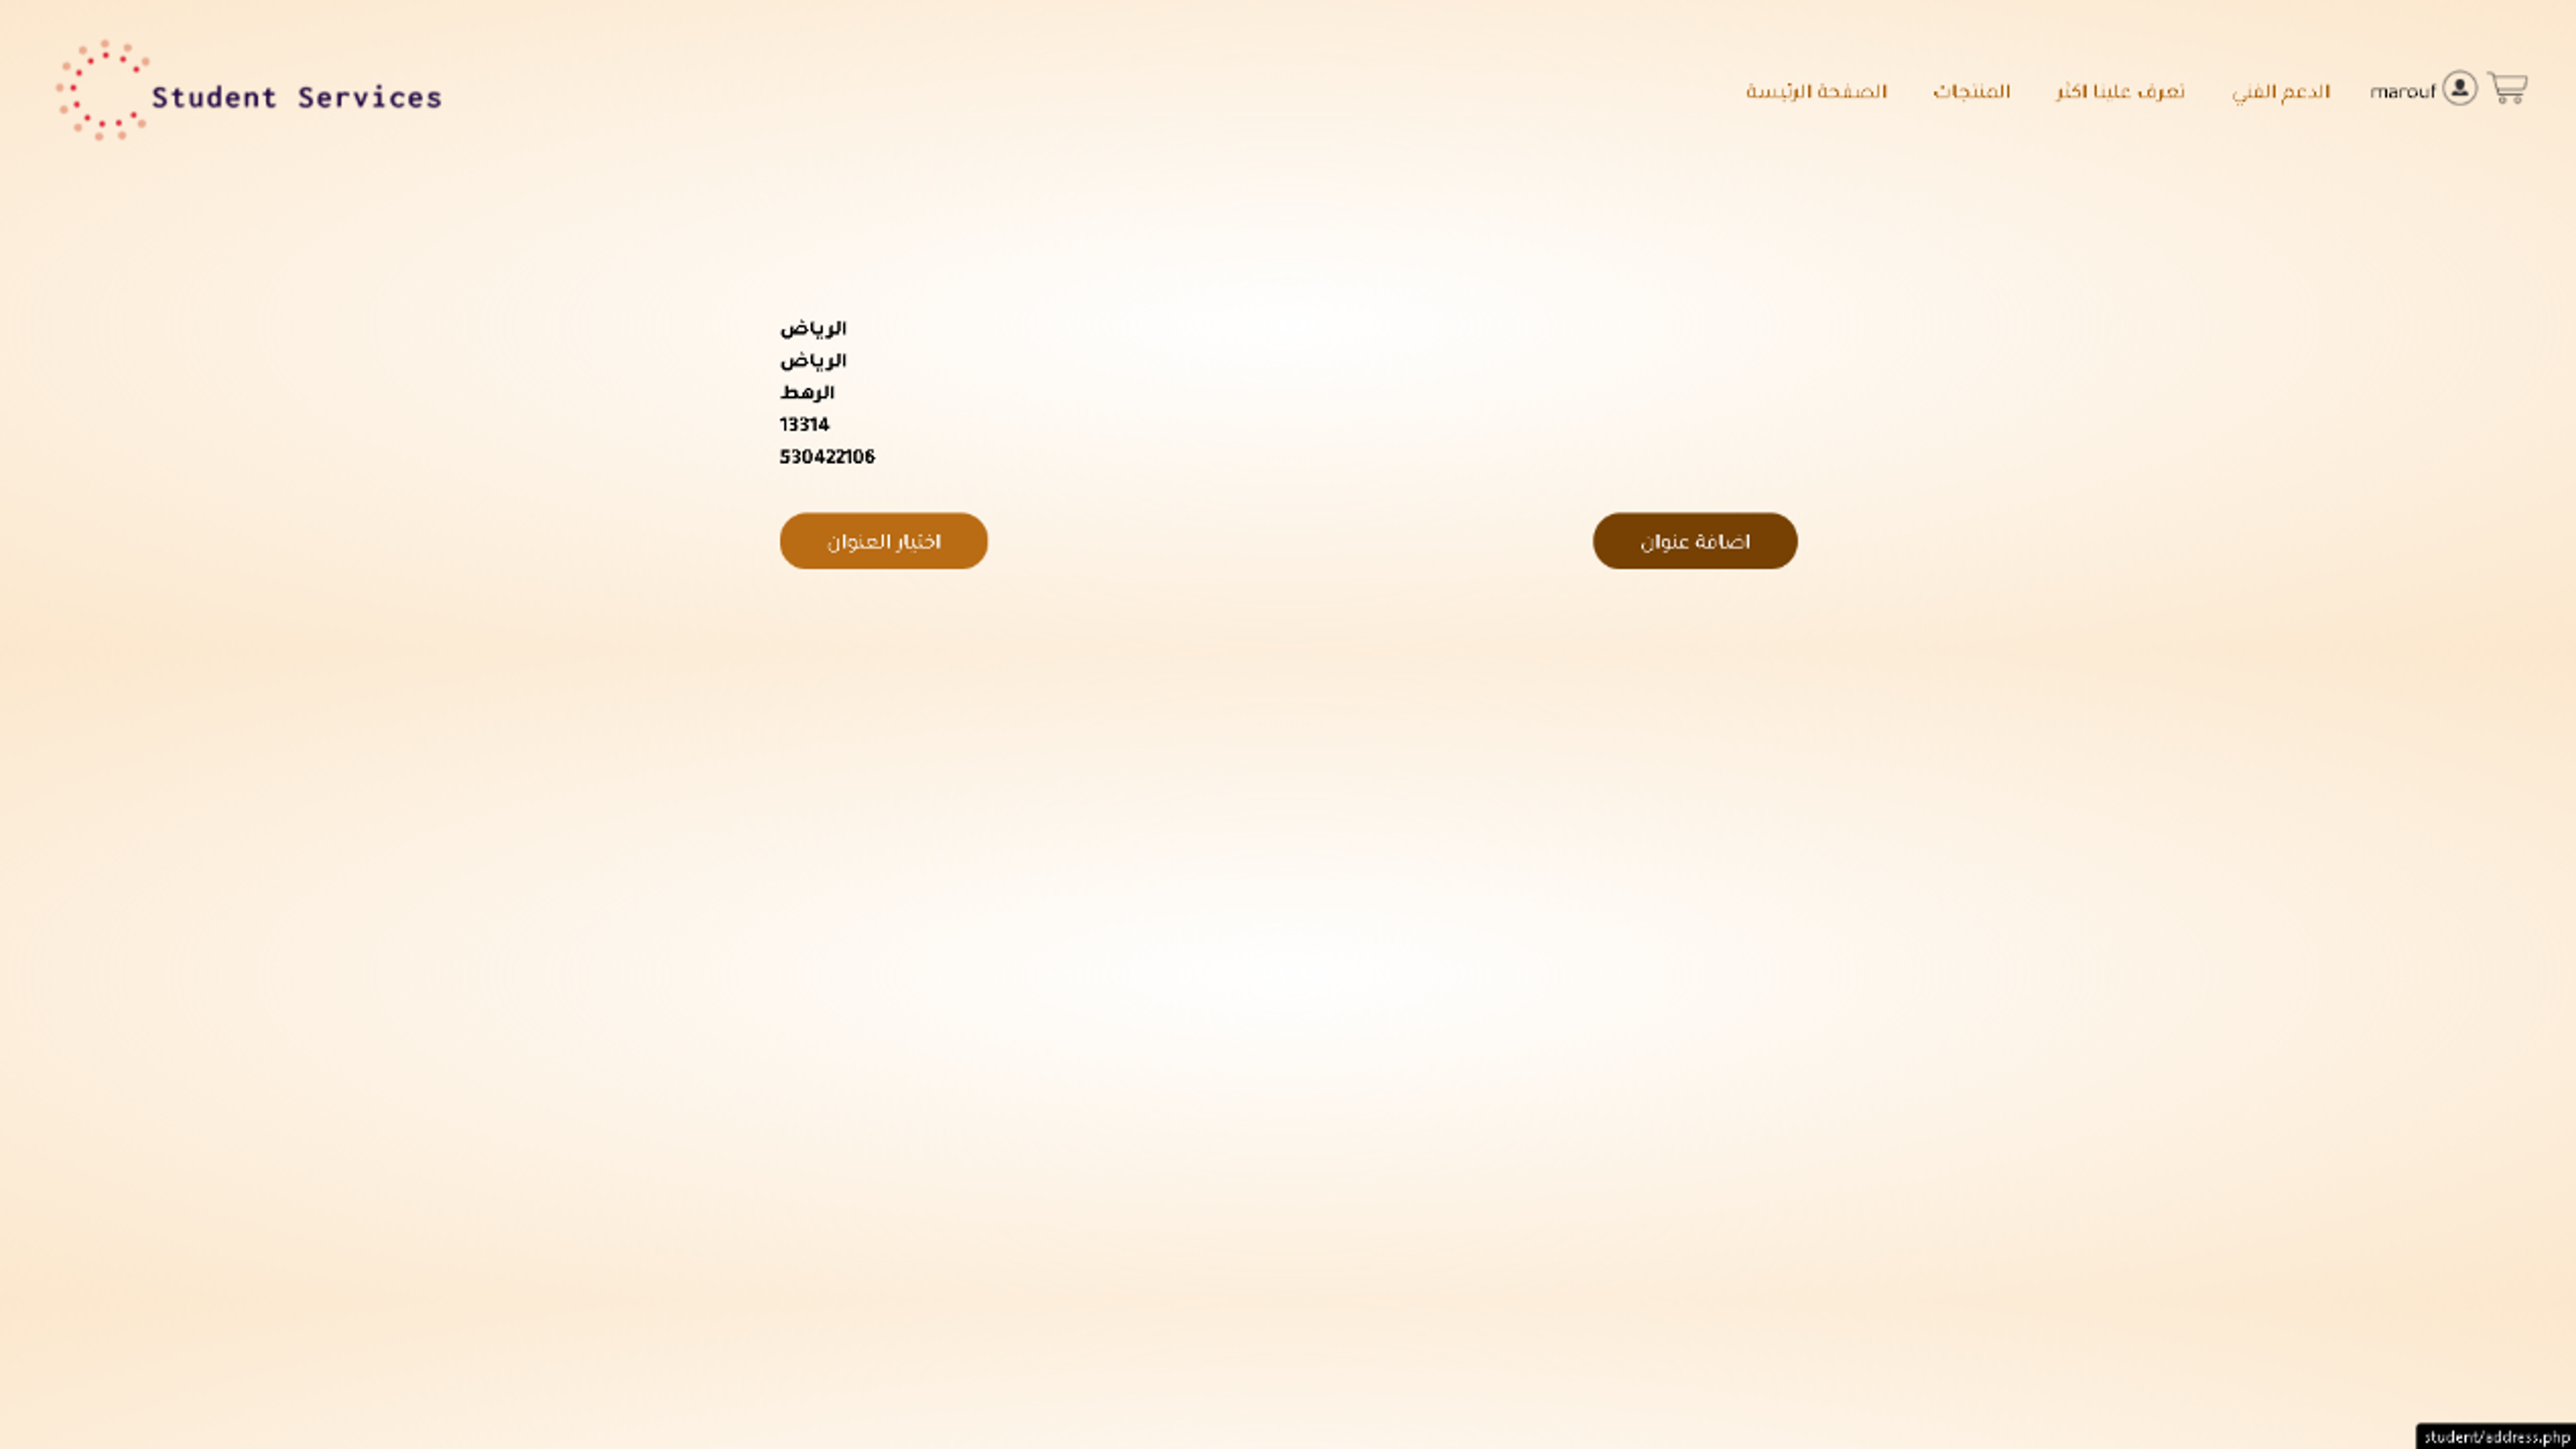 Student Services
الصفحة الرئيسة
المنتجات
تعرف علينا اكثر
الدعم الفني
marouf
الرياض
الرياض
الرهط
13314
530422106
اختيار العنوان
اضافة عنوان
student/address.php